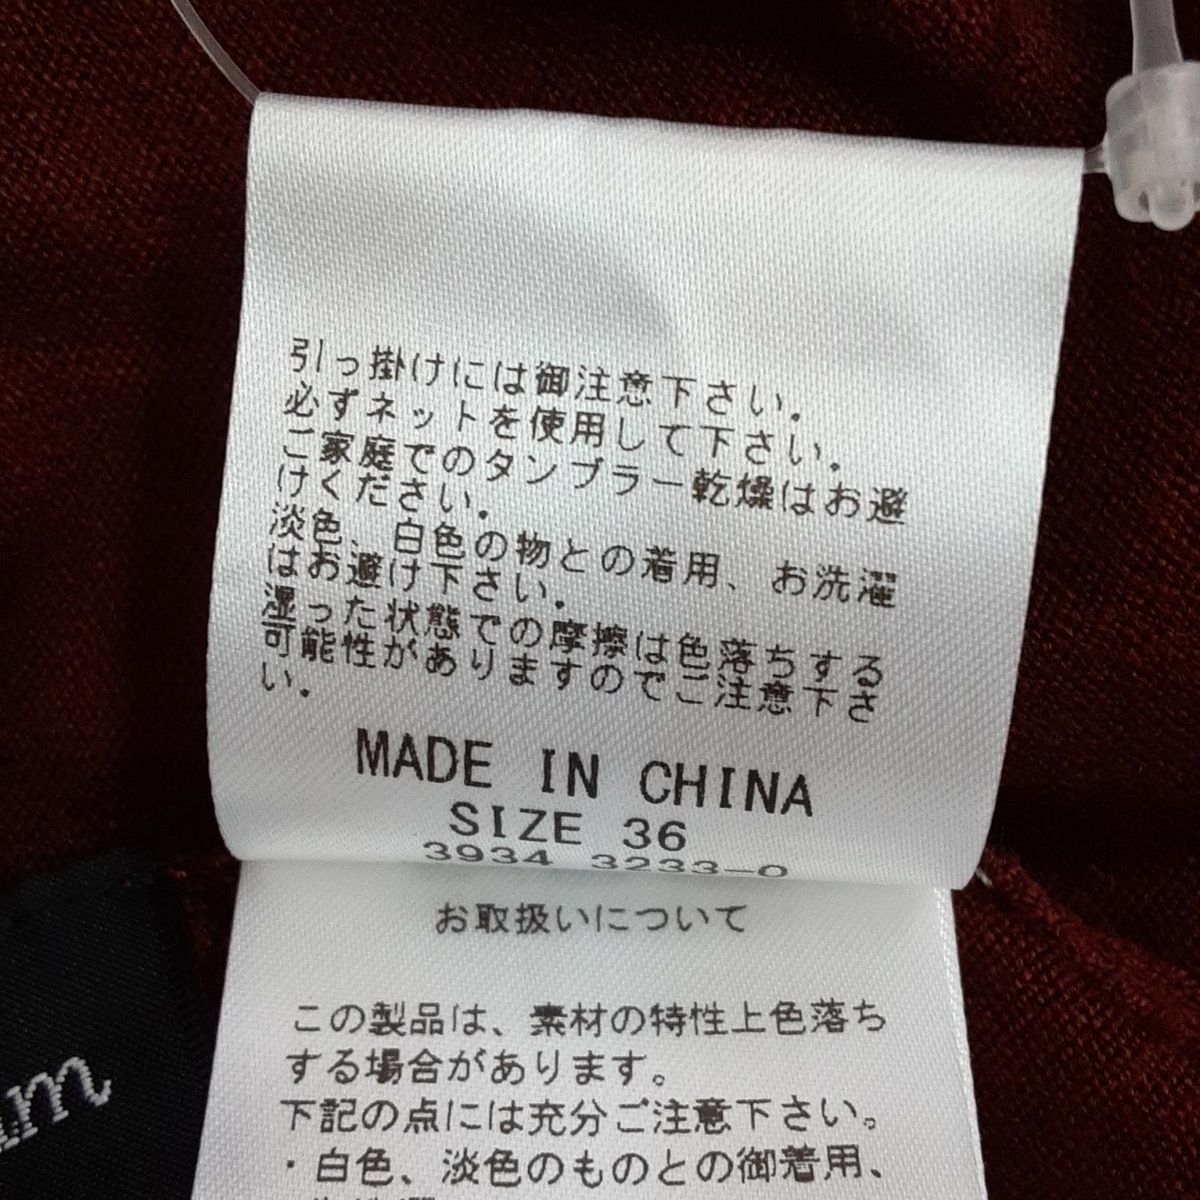 引っ掛けには御注意下さい。
必ずネットを使用して下さい。
ご家庭でのタンブラー乾燥はお避
けください。
淡色、白色の物との着用、お洗濯
はお避け下さい。
湿った状態での摩擦は色落ちする
可能性がありますのでご注意下さ
い。
MADE IN CHINA
SIZE 36
3934 3233-0
お取扱いについて
この製品は、素材の特性上色落ち
する場合があります。
下記の点には充分ご注意下さい。
・白色、淡色のものとの御着用、